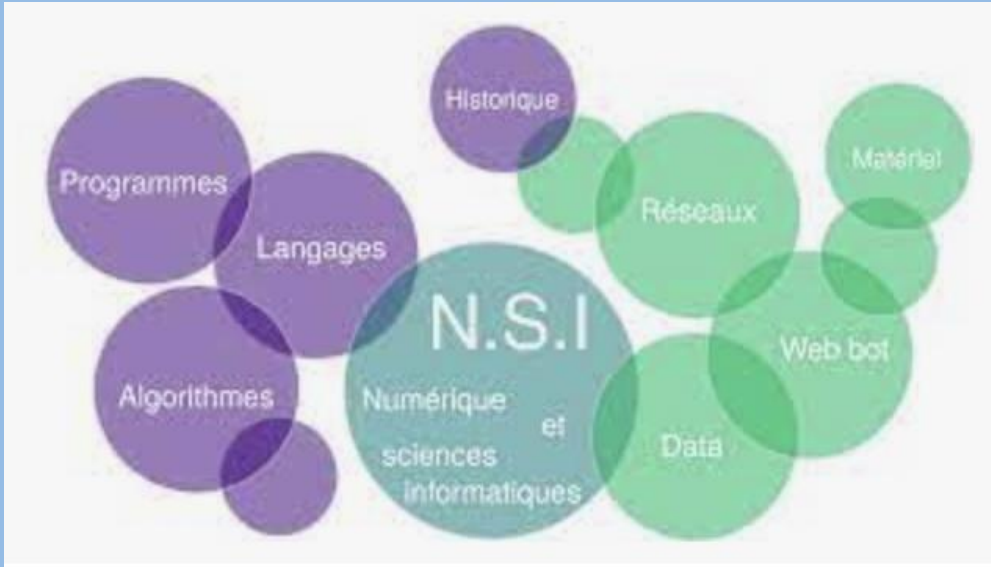 Historique
Programmes
Matériel
Réseaux
Langages
N.S.I
Web bot
Algorithmes
Numérique
et
Data
sciences
informatiques